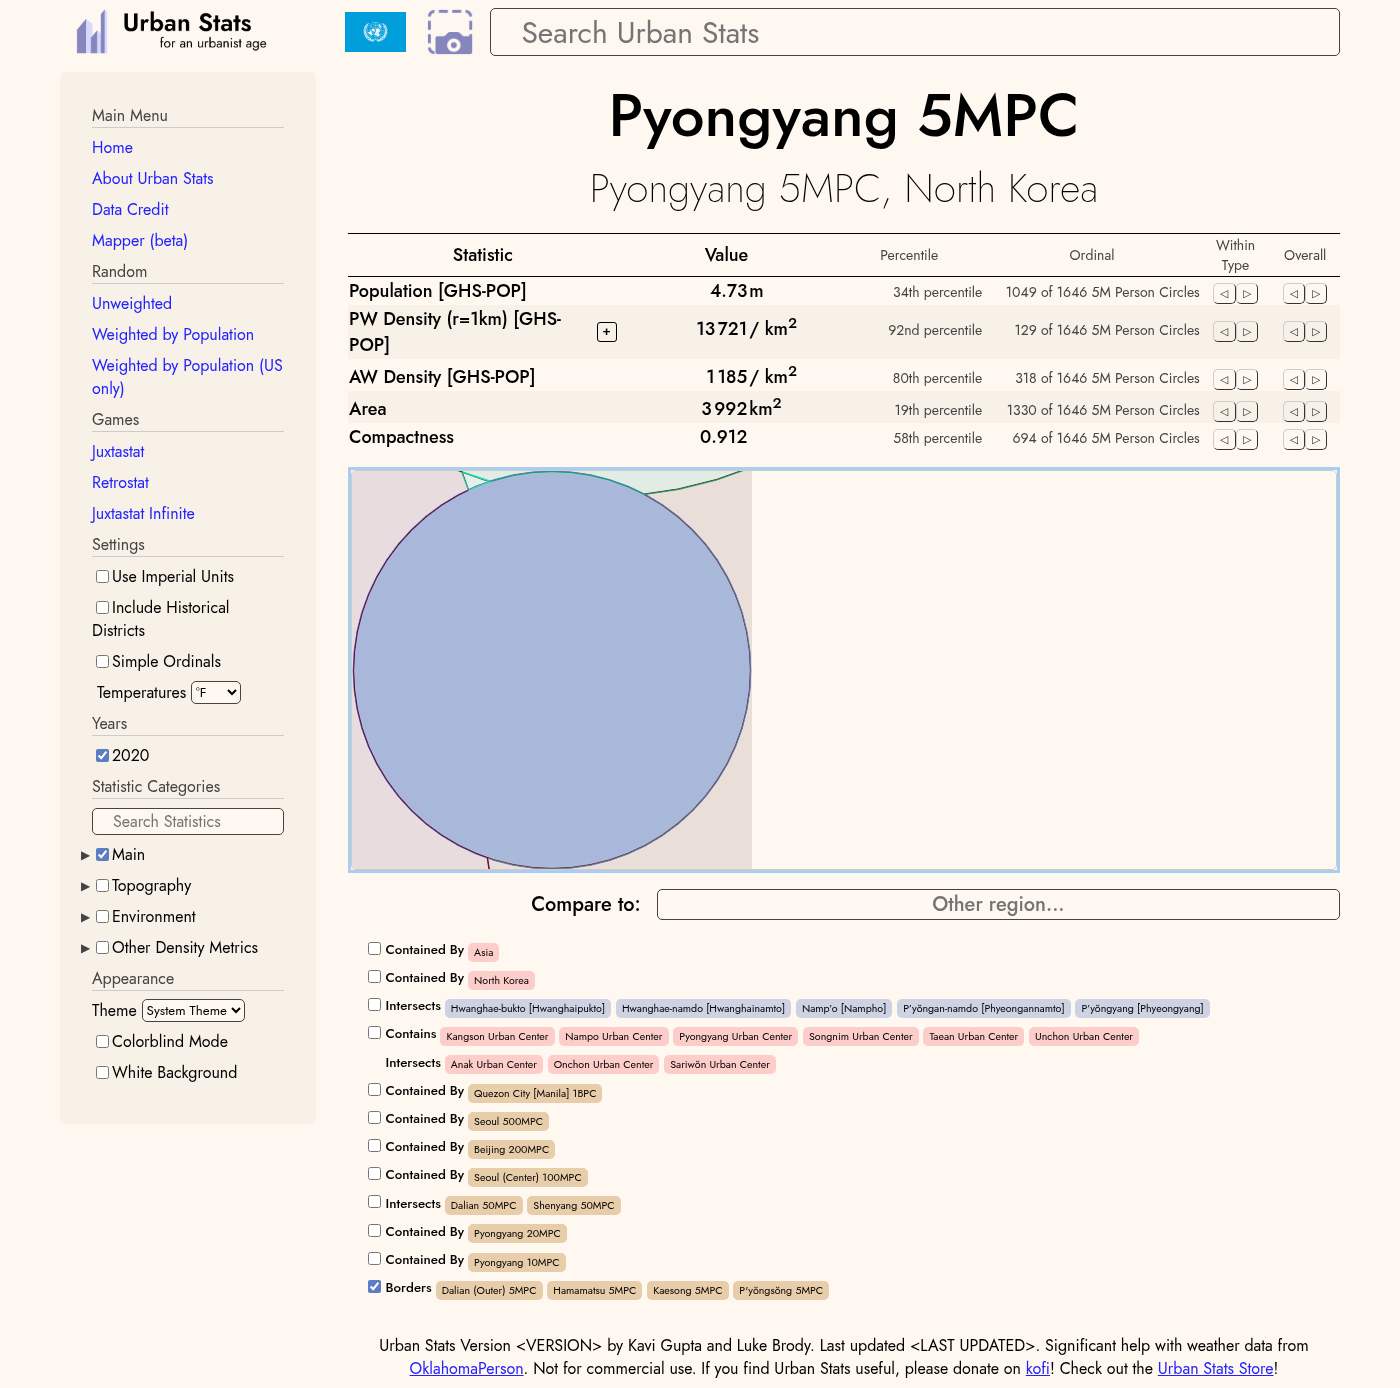 Urban Stats
for an urbanist age
Search Urban Stats
Main Menu
Home
About Urban Stats
Data Credit
Mapper (beta)
Random
Unweighted
Weighted by Population
Weighted by Population (US
only)
Games
Juxtastat
Retrostat
Juxtastat Infinite
Settings
Use Imperial Units
Include Historical
Districts
Simple Ordinals
Temperatures °F
Years
2020
Statistic Categories
Search Statistics
▶ Main
▶ Topography
▶ Environment
▶ Other Density Metrics
Appearance
Theme System Theme
Colorblind Mode
White Background
Pyongyang 5MPC
Pyongyang 5MPC, North Korea
Statistic Value Percentile Ordinal Within Type Overall
Population [GHS-POP] 4.73m 34th percentile 1049 of 1646 5M Person Circles ◁ ▷ ◁ ▷
PW Density (r=1km) [GHS-
POP] + 13 721/ km² 92nd percentile 129 of 1646 5M Person Circles ◁ ▷ ◁ ▷
AW Density [GHS-POP] 1 185/ km² 80th percentile 318 of 1646 5M Person Circles ◁ ▷ ◁ ▷
Area 3 992km² 19th percentile 1330 of 1646 5M Person Circles ◁ ▷ ◁ ▷
Compactness 0.912 58th percentile 694 of 1646 5M Person Circles ◁ ▷ ◁ ▷
Compare to: Other region...
Contained By Asia
Contained By North Korea
Intersects Hwanghae-bukto [Hwanghaipukto] Hwanghae-namdo [Hwanghainamto] Namp'o [Nampho] P'yŏngan-namdo [Phyeongannamto] P'yŏngyang [Phyeongyang]
Contains Kangson Urban Center Nampo Urban Center Pyongyang Urban Center Songnim Urban Center Taean Urban Center Unchon Urban Center
Intersects Anak Urban Center Onchon Urban Center Sariwŏn Urban Center
Contained By Quezon City [Manila] 1BPC
Contained By Seoul 500MPC
Contained By Beijing 200MPC
Contained By Seoul (Center) 100MPC
Intersects Dalian 50MPC Shenyang 50MPC
Contained By Pyongyang 20MPC
Contained By Pyongyang 10MPC
Borders Dalian (Outer) 5MPC Hamamatsu 5MPC Kaesong 5MPC P'yŏngsŏng 5MPC
Urban Stats Version <VERSION> by Kavi Gupta and Luke Brody. Last updated <LAST UPDATED>. Significant help with weather data from
OklahomaPerson. Not for commercial use. If you find Urban Stats useful, please donate on kofi! Check out the Urban Stats Store!